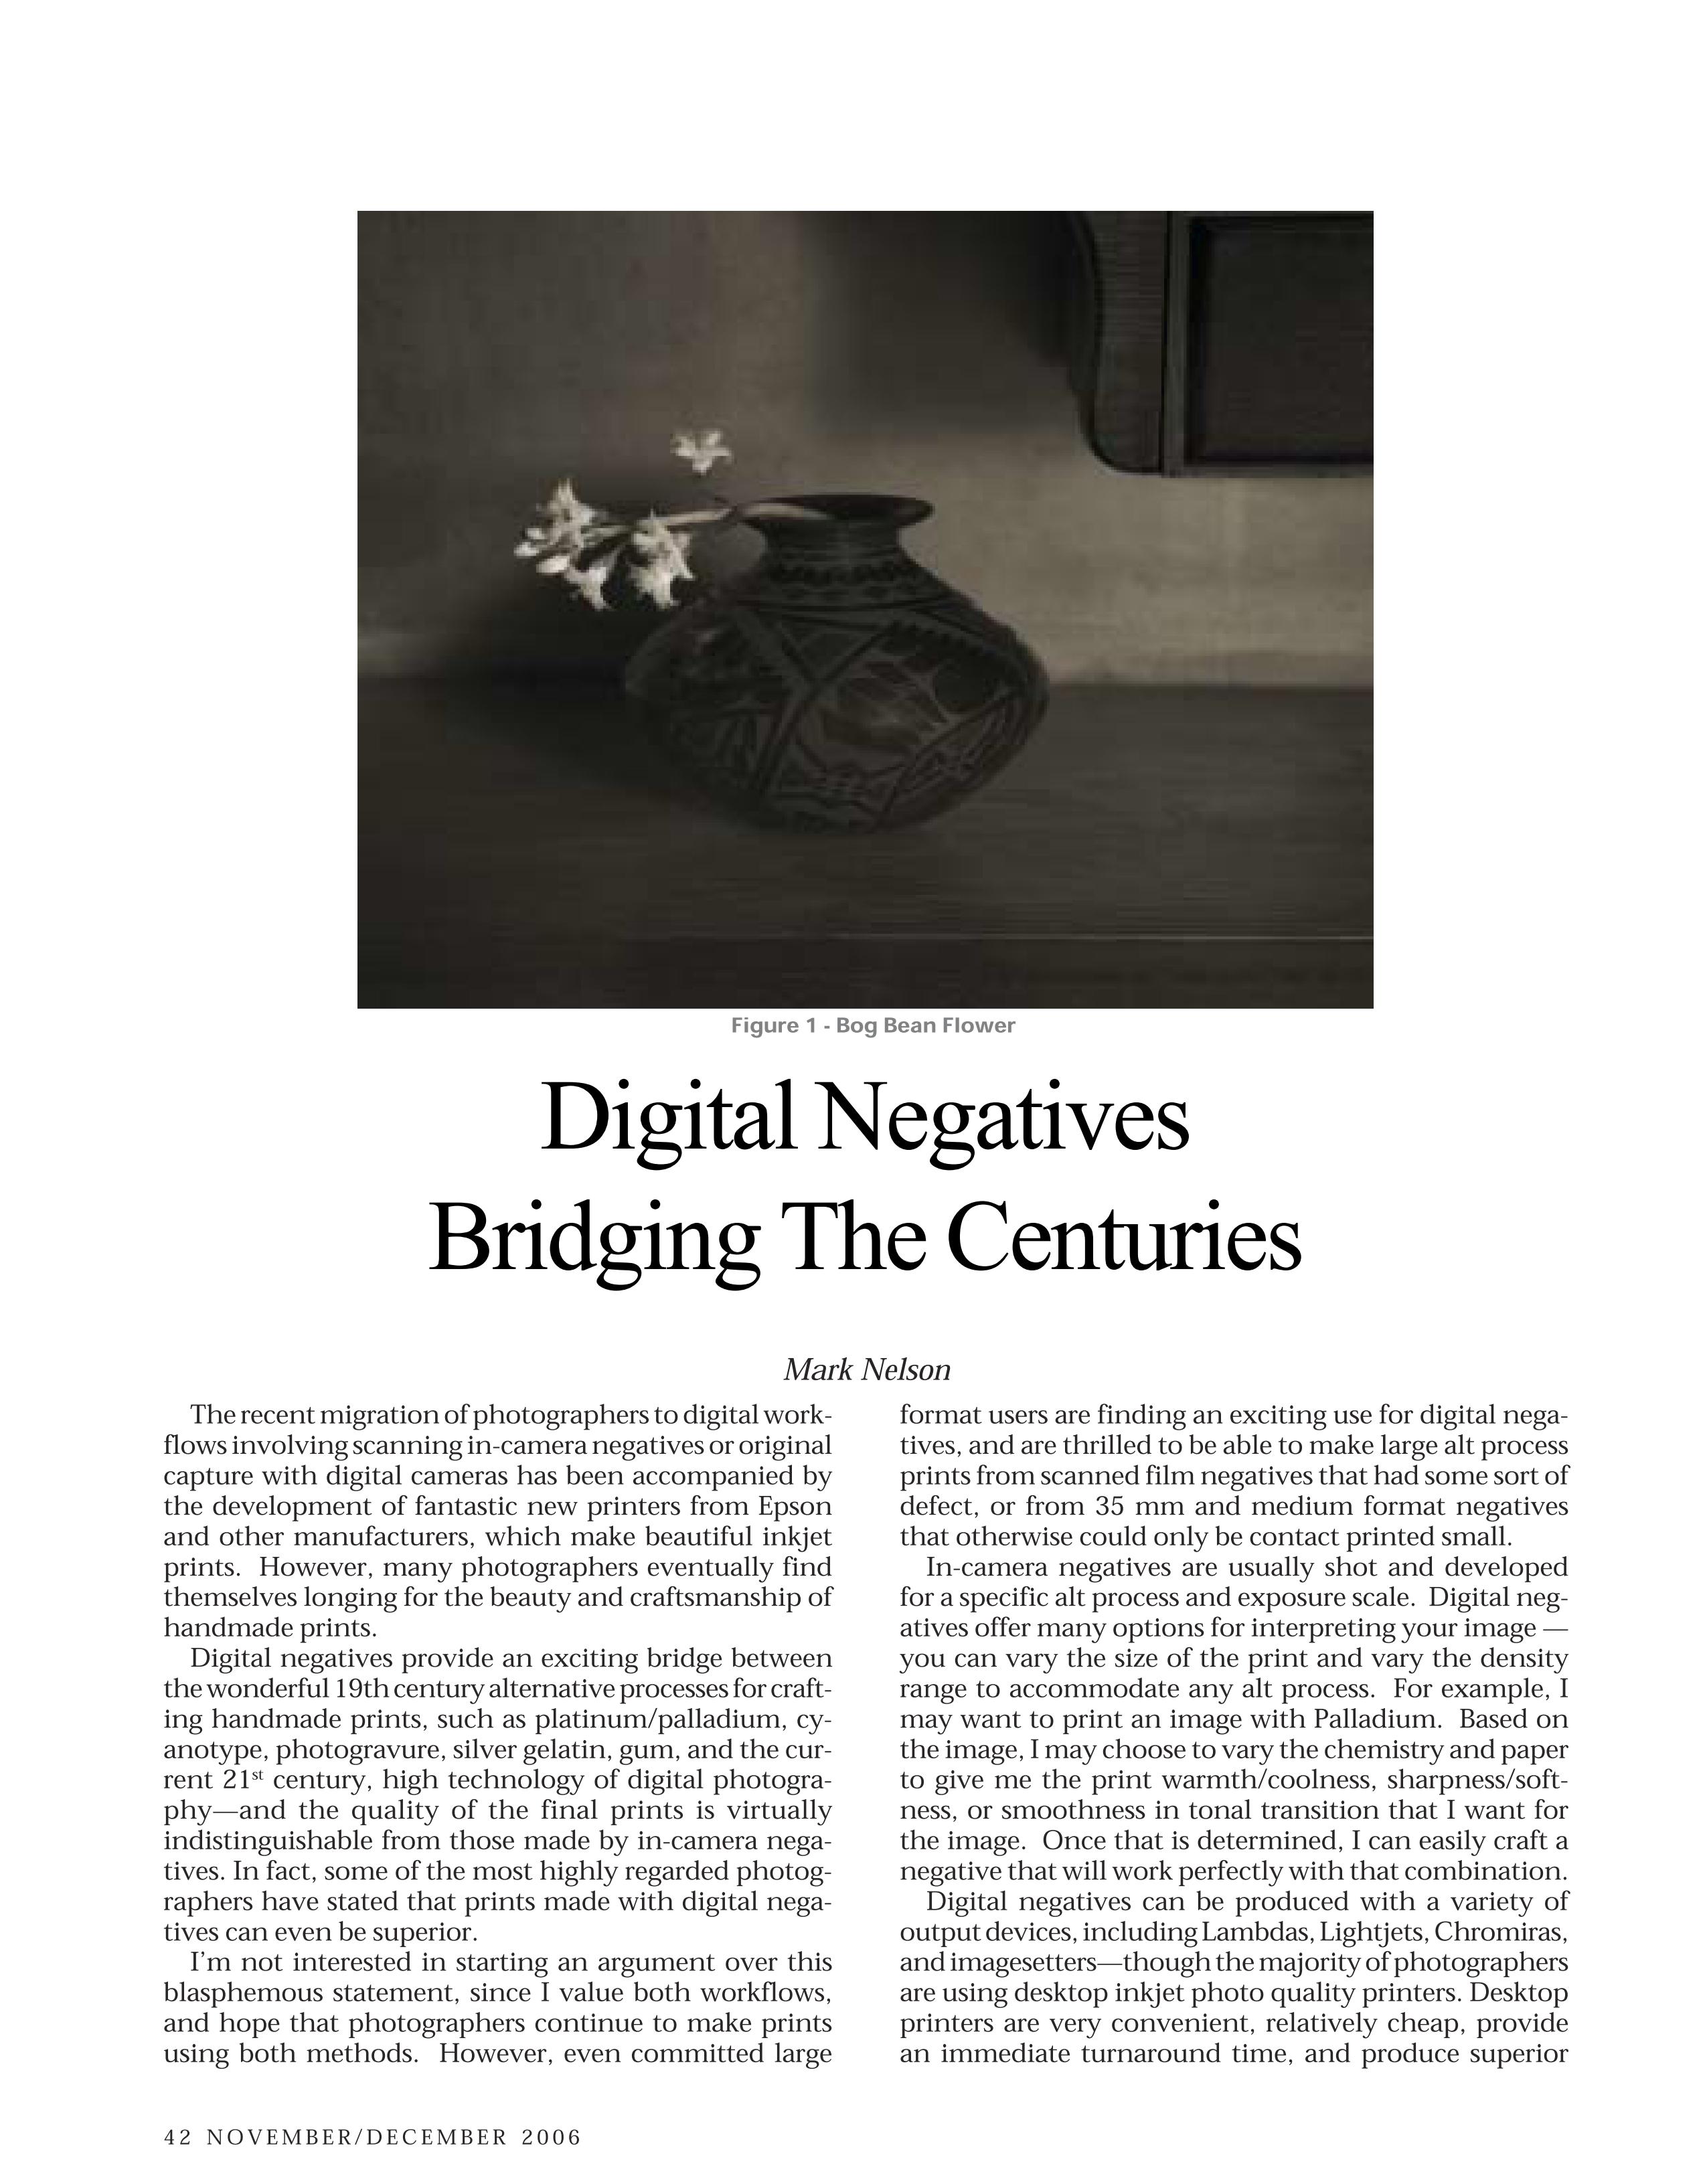 Figure 1 - Bog Bean Flower
Digital Negatives
Bridging The Centuries
Mark Nelson
The recent migration of photographers to digital work-
flows involving scanning in-camera negatives or original
capture with digital cameras has been accompanied by
the development of fantastic new printers from Epson
and other manufacturers, which make beautiful inkjet
prints.  However, many photographers eventually find
themselves longing for the beauty and craftsmanship of
handmade prints.
Digital negatives provide an exciting bridge between
the wonderful 19th century alternative processes for craft-
ing handmade prints, such as platinum/palladium, cy-
anotype, photogravure, silver gelatin, gum, and the cur-
rent 21st century, high technology of digital photogra-
phy—and the quality of the final prints is virtually
indistinguishable from those made by in-camera nega-
tives. In fact, some of the most highly regarded photog-
raphers have stated that prints made with digital nega-
tives can even be superior.
I'm not interested in starting an argument over this
blasphemous statement, since I value both workflows,
and hope that photographers continue to make prints
using both methods.  However, even committed large
format users are finding an exciting use for digital nega-
tives, and are thrilled to be able to make large alt process
prints from scanned film negatives that had some sort of
defect, or from 35 mm and medium format negatives
that otherwise could only be contact printed small.
In-camera negatives are usually shot and developed
for a specific alt process and exposure scale.  Digital neg-
atives offer many options for interpreting your image —
you can vary the size of the print and vary the density
range to accommodate any alt process.  For example, I
may want to print an image with Palladium.  Based on
the image, I may choose to vary the chemistry and paper
to give me the print warmth/coolness, sharpness/soft-
ness, or smoothness in tonal transition that I want for
the image.  Once that is determined, I can easily craft a
negative that will work perfectly with that combination.
Digital negatives can be produced with a variety of
output devices, including Lambdas, Lightjets, Chromiras,
and imagesetters—though the majority of photographers
are using desktop inkjet photo quality printers. Desktop
printers are very convenient, relatively cheap, provide
an immediate turnaround time, and produce superior
42 NOVEMBER/DECEMBER 2006